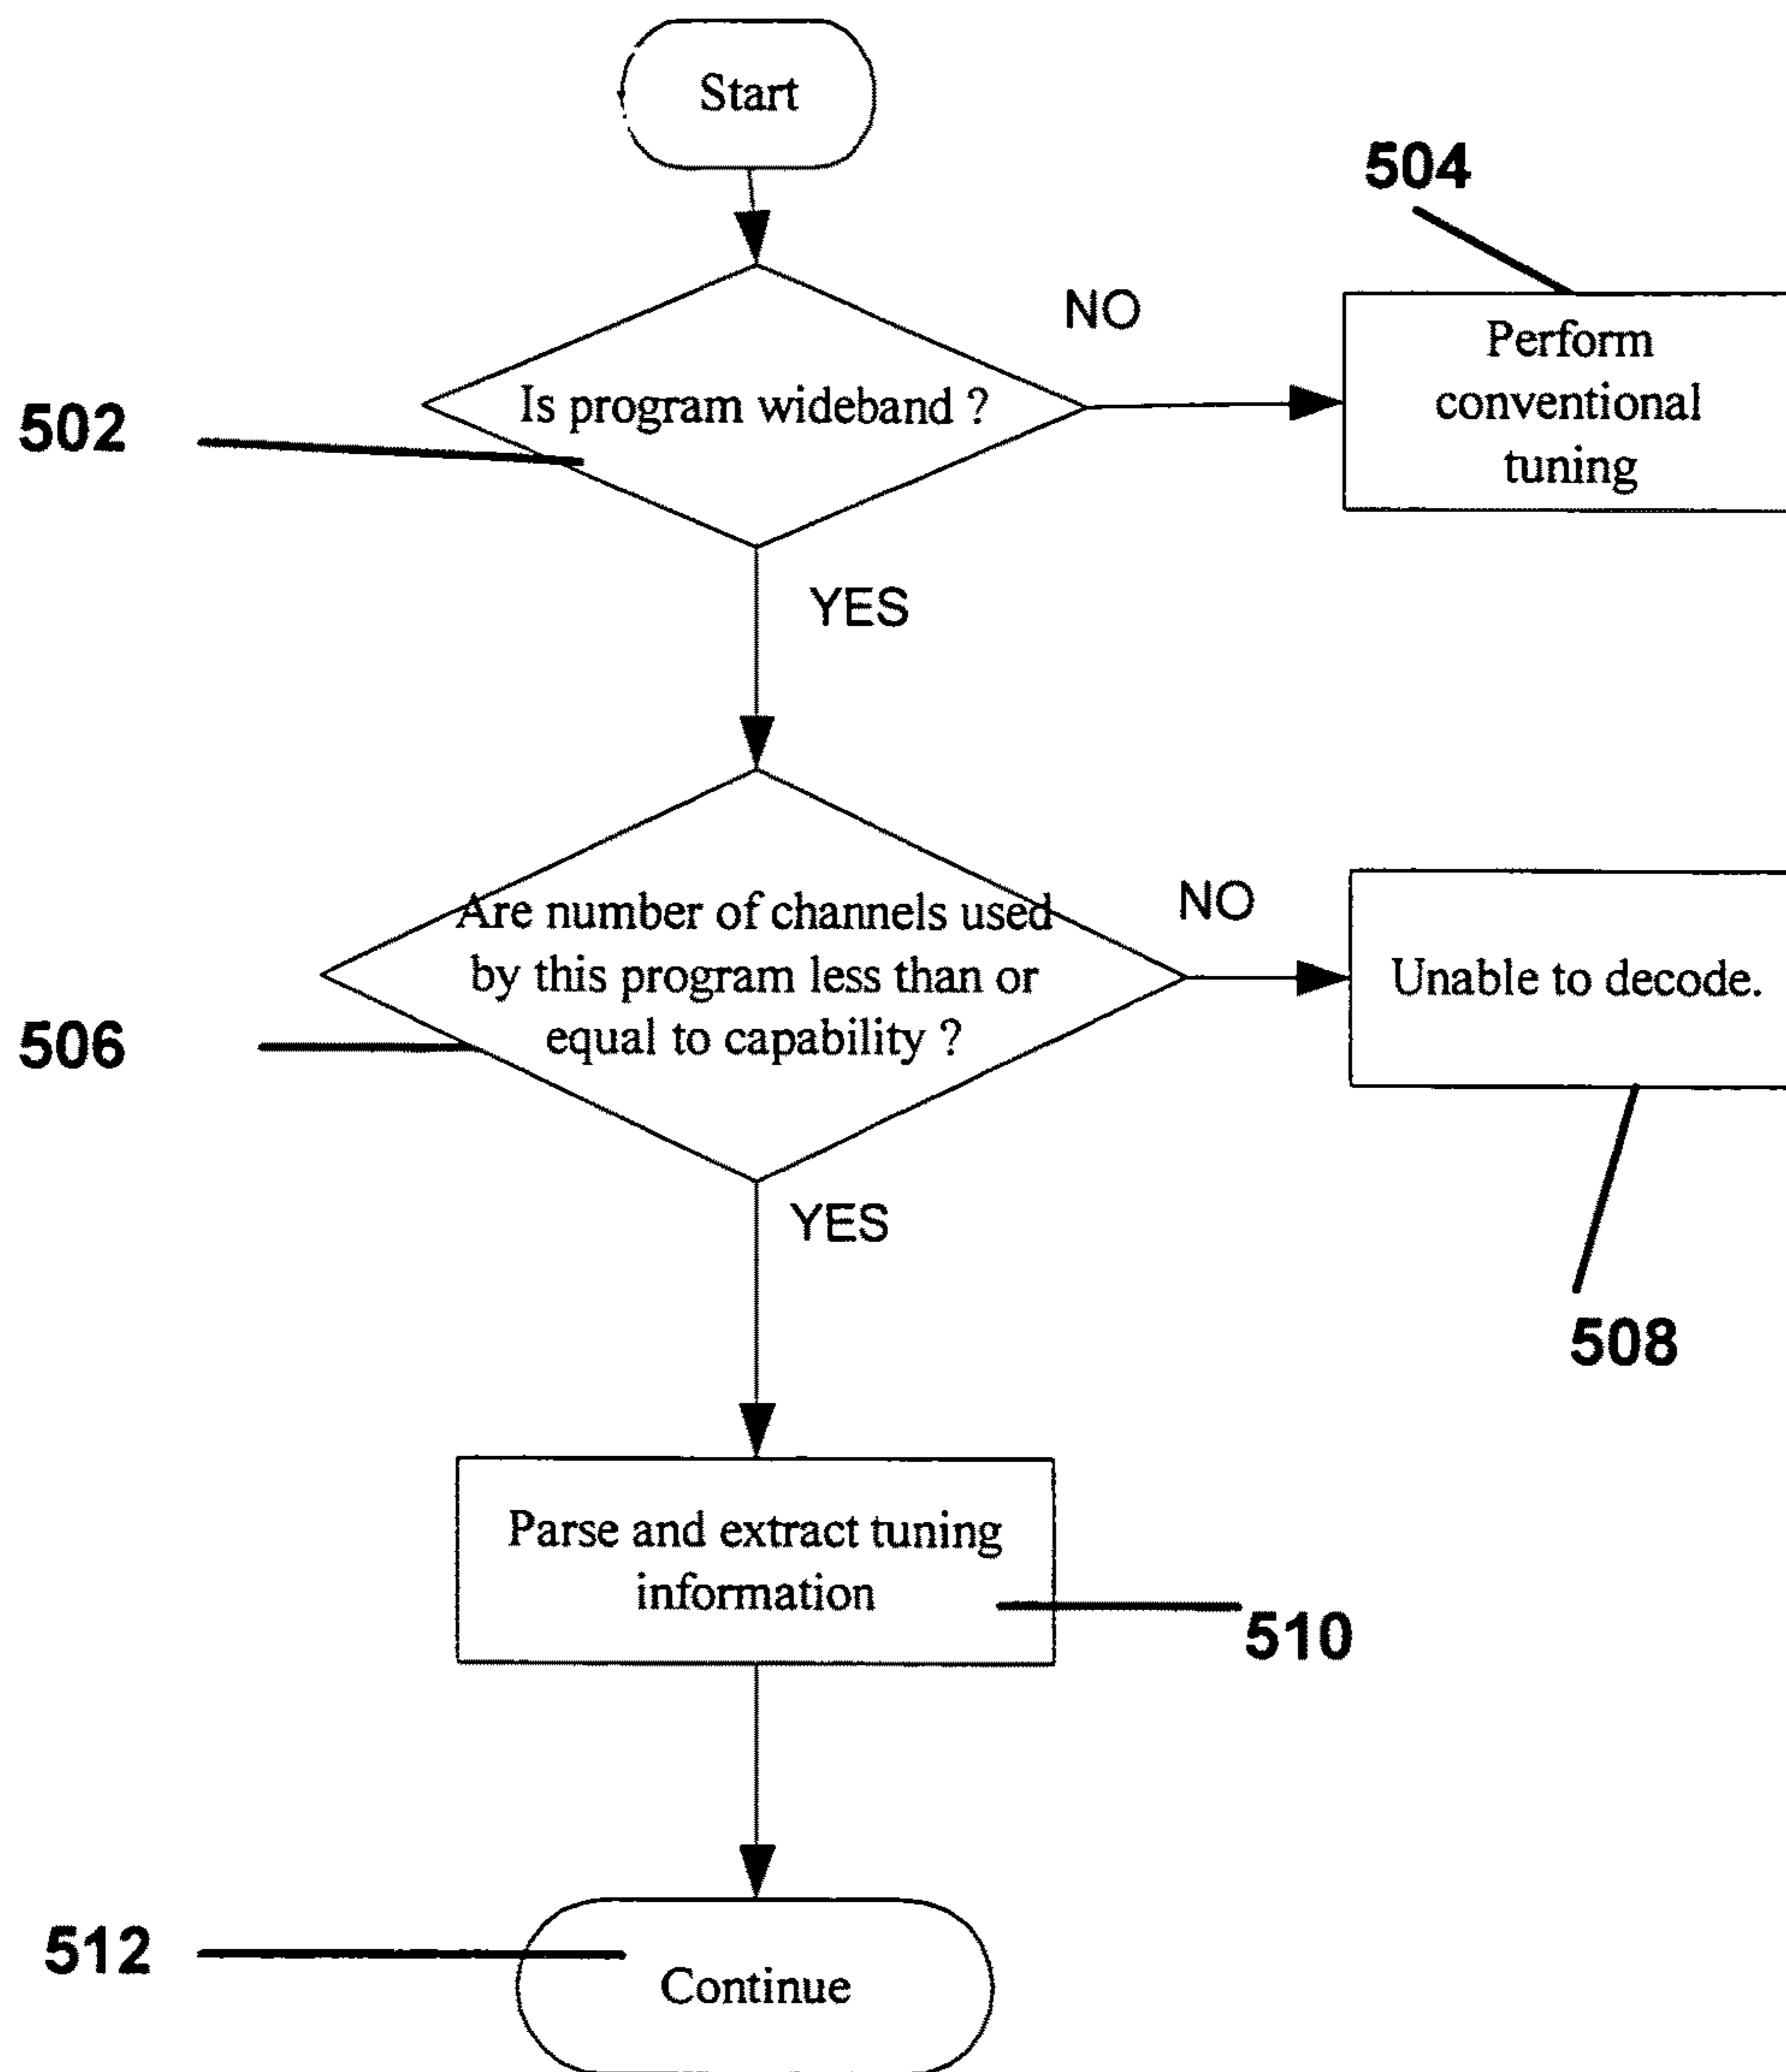 Start
504
NO
Perform
conventional
tuning
Is program wideband ?
502
YES
Are number of channels used
by this program less than or
equal to capability ?
NO
Unable to decode.
506
YES
508
Parse and extract tuning
information
510
512
Continue